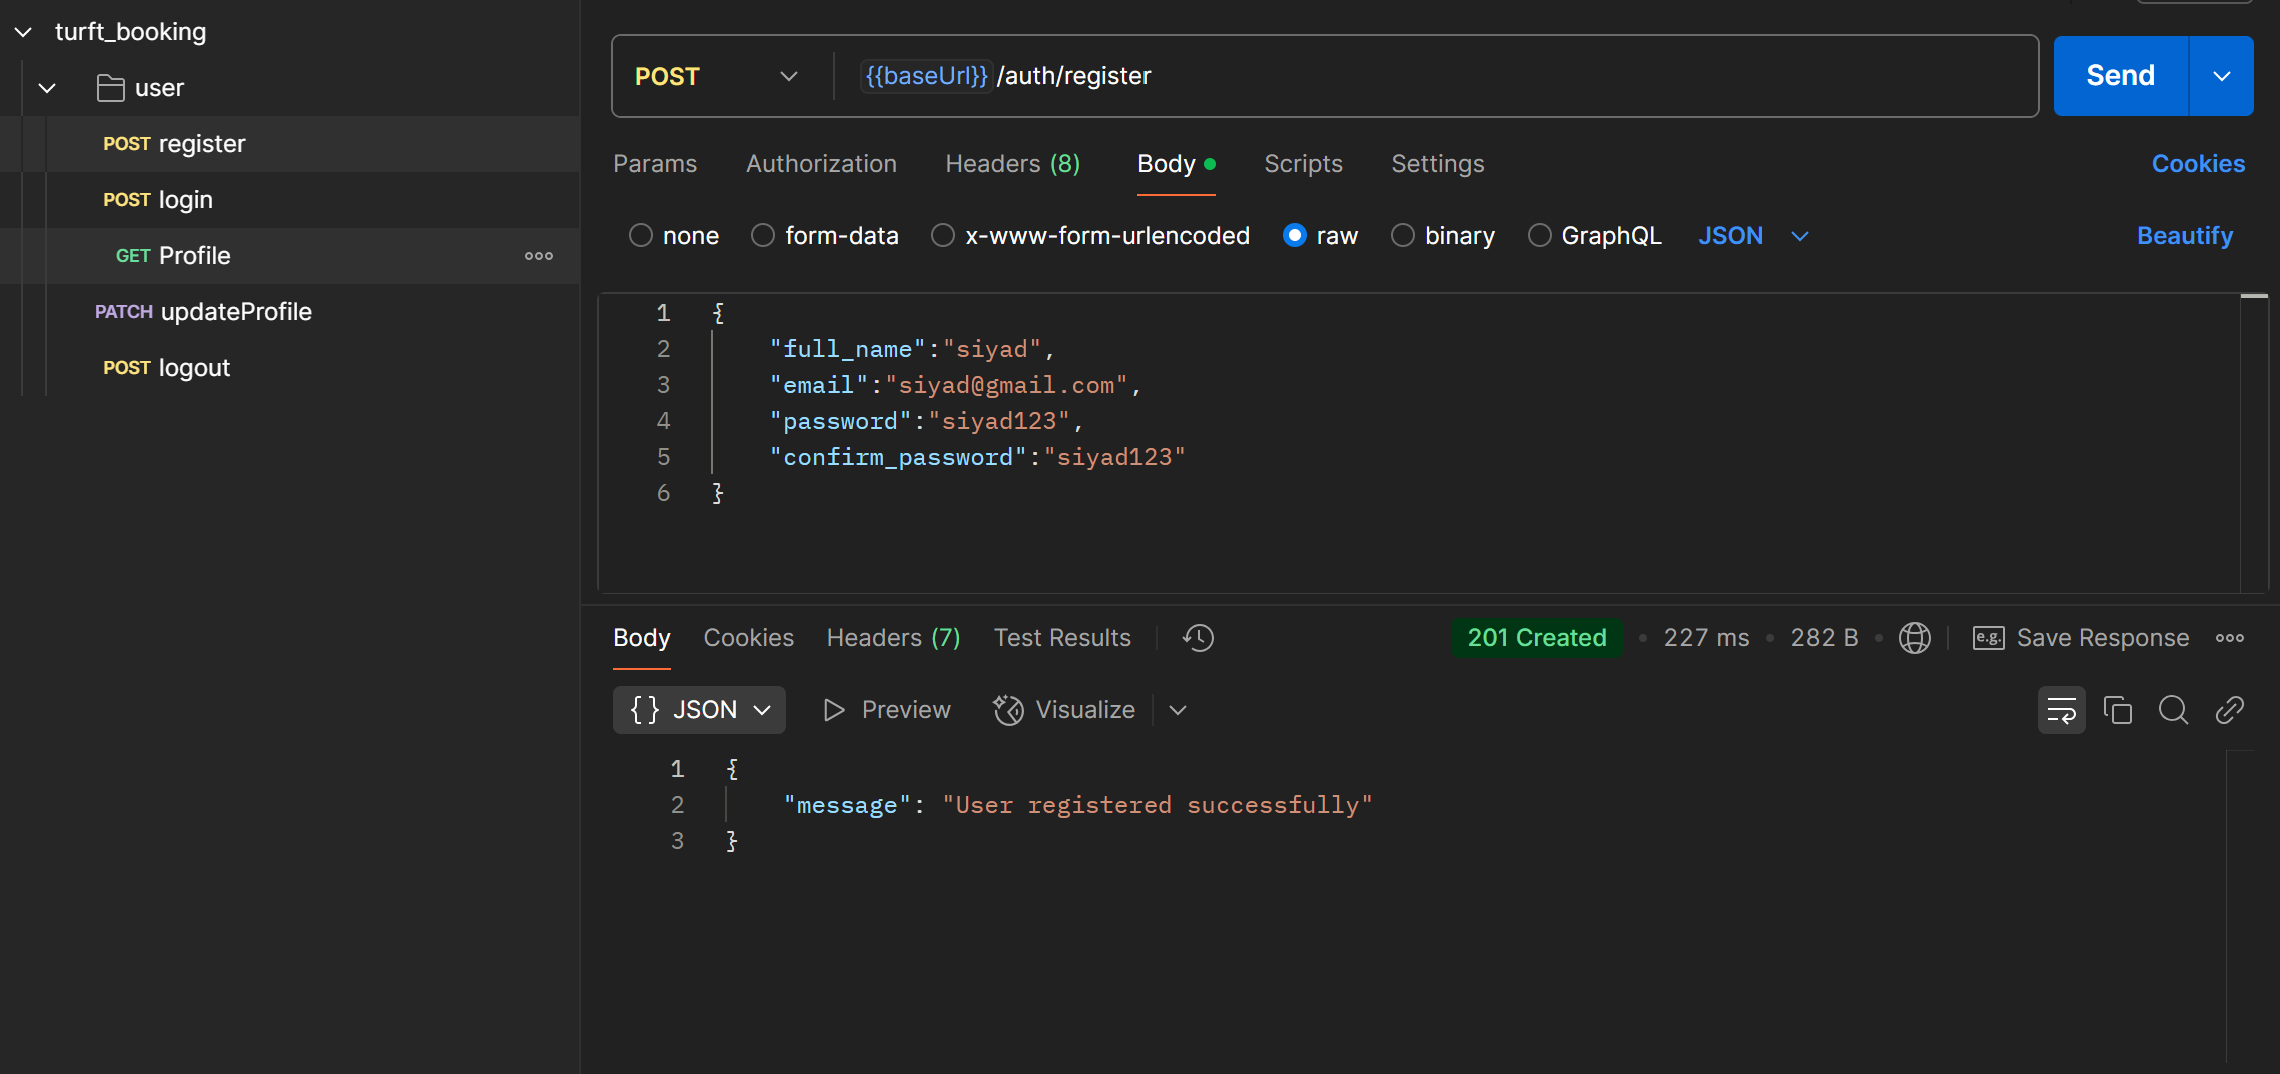 turft_booking
user
POST register
POST login
GET Profile
PATCH updateProfile
POST logout
POST {{baseUrl}}/auth/register Send
Params Authorization Headers (8) Body Scripts Settings Cookies
none form-data x-www-form-urlencoded raw binary GraphQL JSON Beautify
1 {
2 "full_name":"siyad",
3 "email":"siyad@gmail.com",
4 "password":"siyad123",
5 "confirm_password":"siyad123"
6 }
Body Cookies Headers (7) Test Results 201 Created • 227 ms • 282 B • e.g. Save Response
{} JSON Preview Visualize
1 {
2 "message": "User registered successfully"
3 }